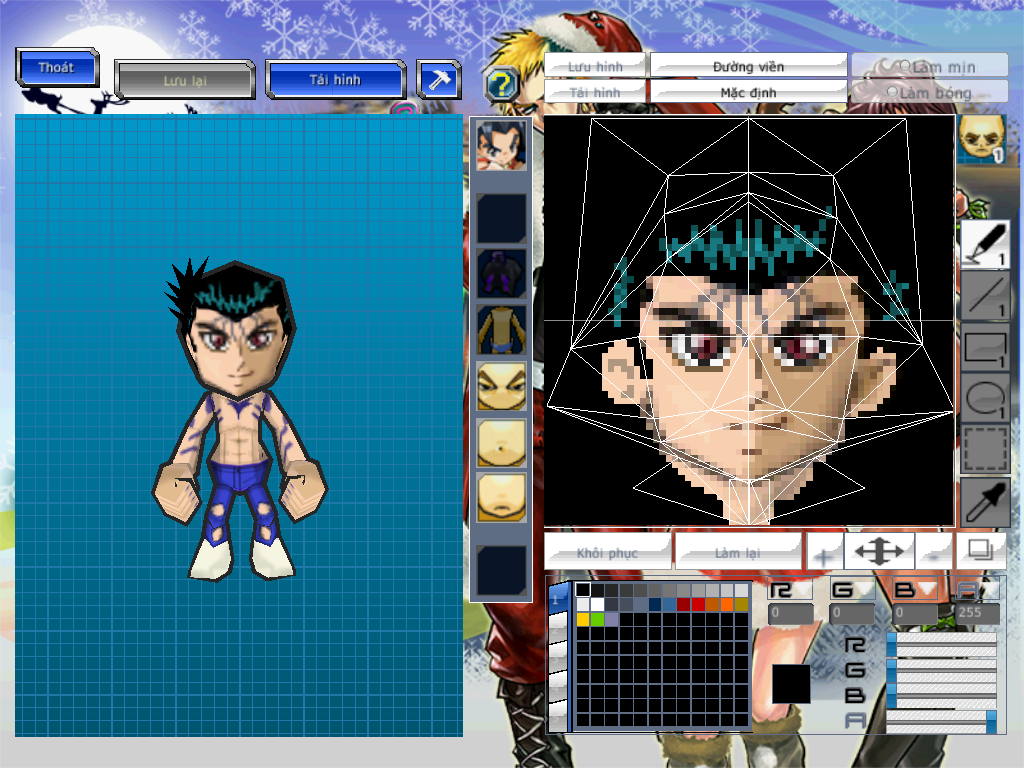 Thoát
Lưu lại
Tải hình
?
Lưu hình
Đường viền
Làm mịn
Tải hình
Mặc định
Làm bóng
1
1
1
1
1
Khôi phục
Làm lại
+
-
1
R
G
B
A
0
0
0
255
R
G
B
A